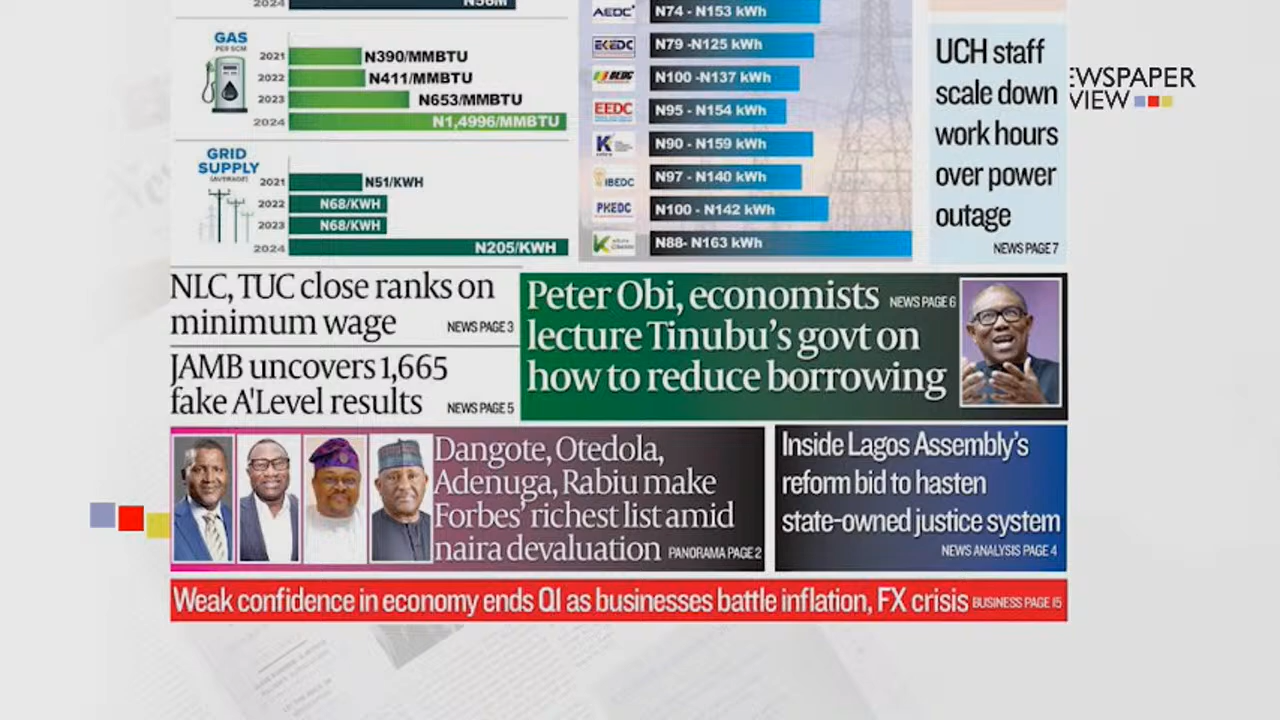 2024
N56M
GAS
PER SCM
2021 N390/MMBTU
2022 N411/MMBTU
2023 N653/MMBTU
2024 N1,4996/MMBTU
GRID
SUPPLY
(AVERAGE)
2021 N51/KWH
2022 N68/KWH
2023 N68/KWH
2024 N205/KWH
AEDC N74 - N153 kWh
EKEDC N79 -N125 kWh
N100 -N137 kWh
EEDC N95 - N154 kWh
N90 - N159 kWh
IBEDC N97 - N140 kWh
PHEDC N100 - N142 kWh
N88- N163 kWh
UCH staff
scale down
work hours
over power
outage
NEWS PAGE 7
EWSPAPER
VIEW
NLC, TUC close ranks on
minimum wage NEWS PAGE 3
JAMB uncovers 1,665
fake A'Level results NEWS PAGE 5
Peter Obi, economists NEWS PAGE 6
lecture Tinubu's govt on
how to reduce borrowing
Dangote, Otedola,
Adenuga, Rabiu make
Forbes' richest list amid
naira devaluation PANORAMA PAGE 2
Inside Lagos Assembly's
reform bid to hasten
state-owned justice system
NEWS ANALYSIS PAGE 4
Weak confidence in economy ends Q1 as businesses battle inflation, FX crisis BUSINESS PAGE 15